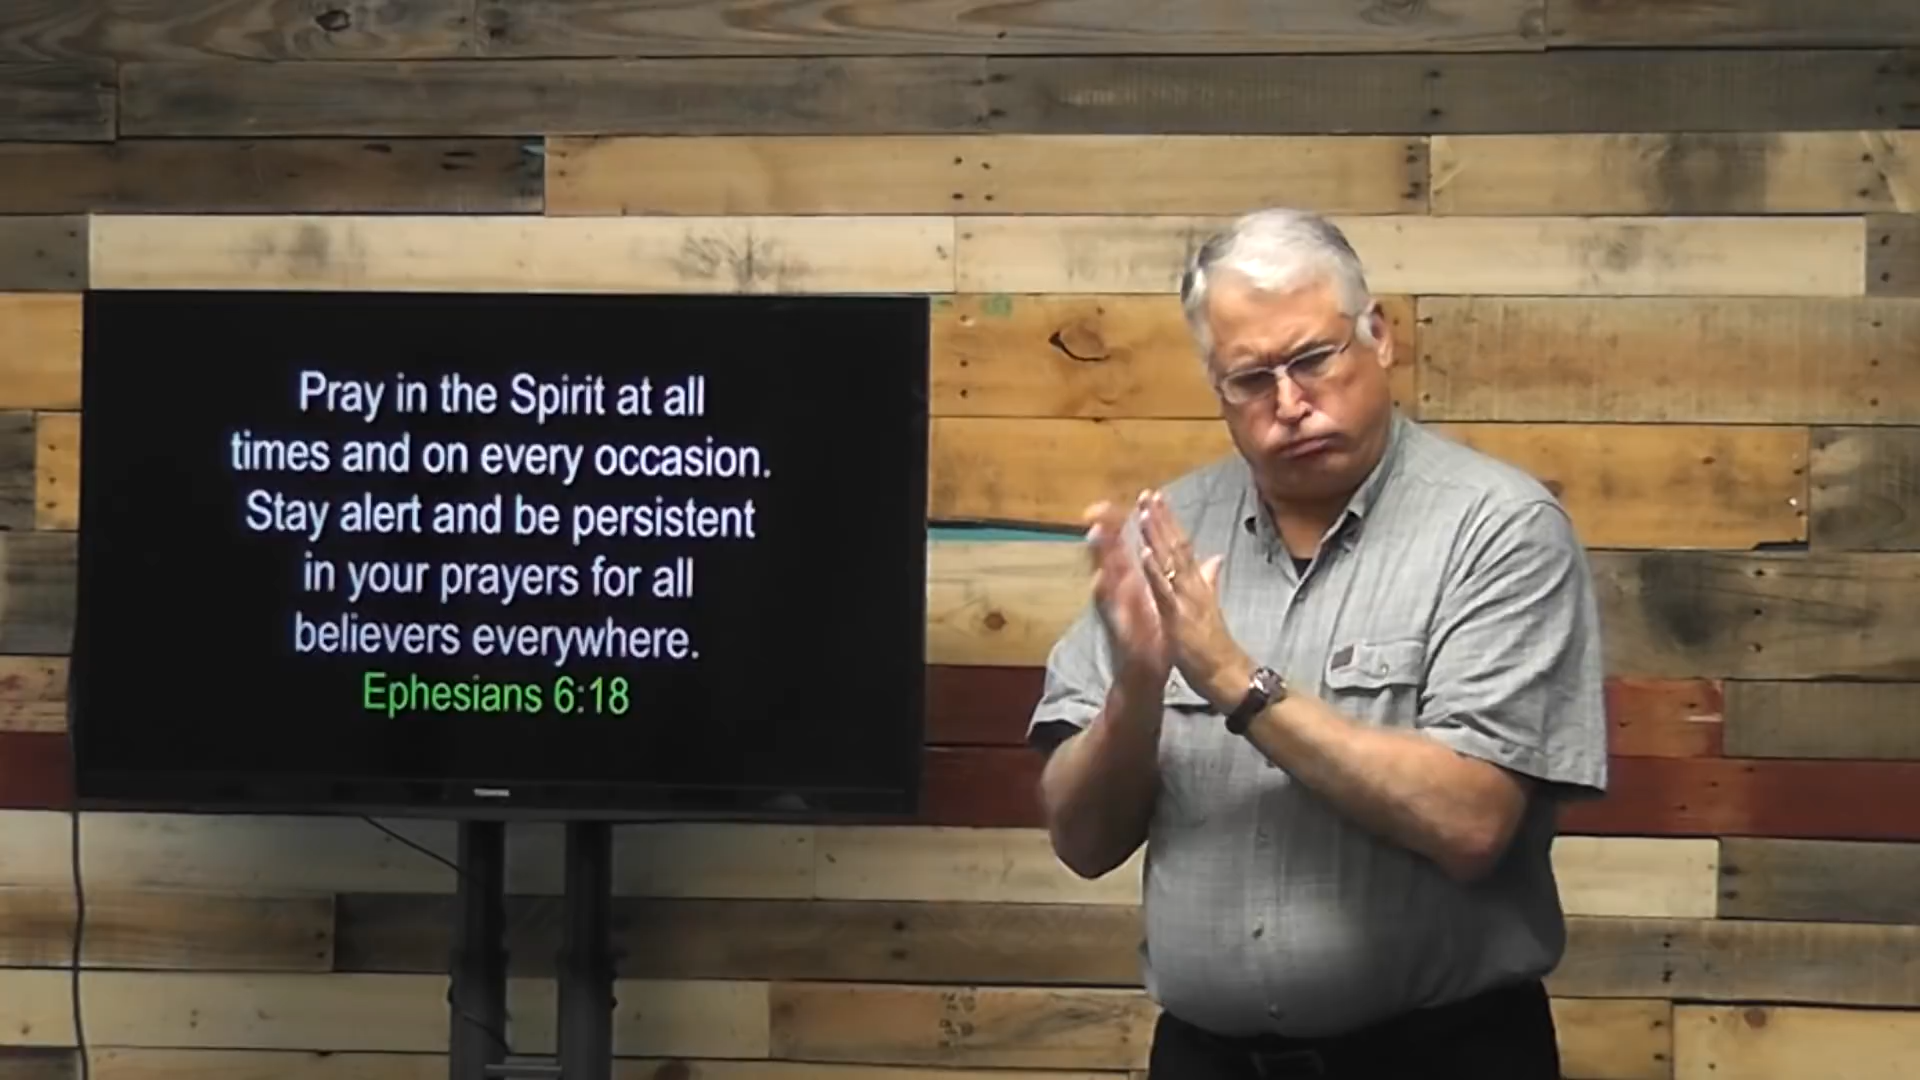 Pray in the Spirit at all
times and on every occasion.
Stay alert and be persistent
in your prayers for all
believers everywhere.
Ephesians 6:18
TOSHIBA